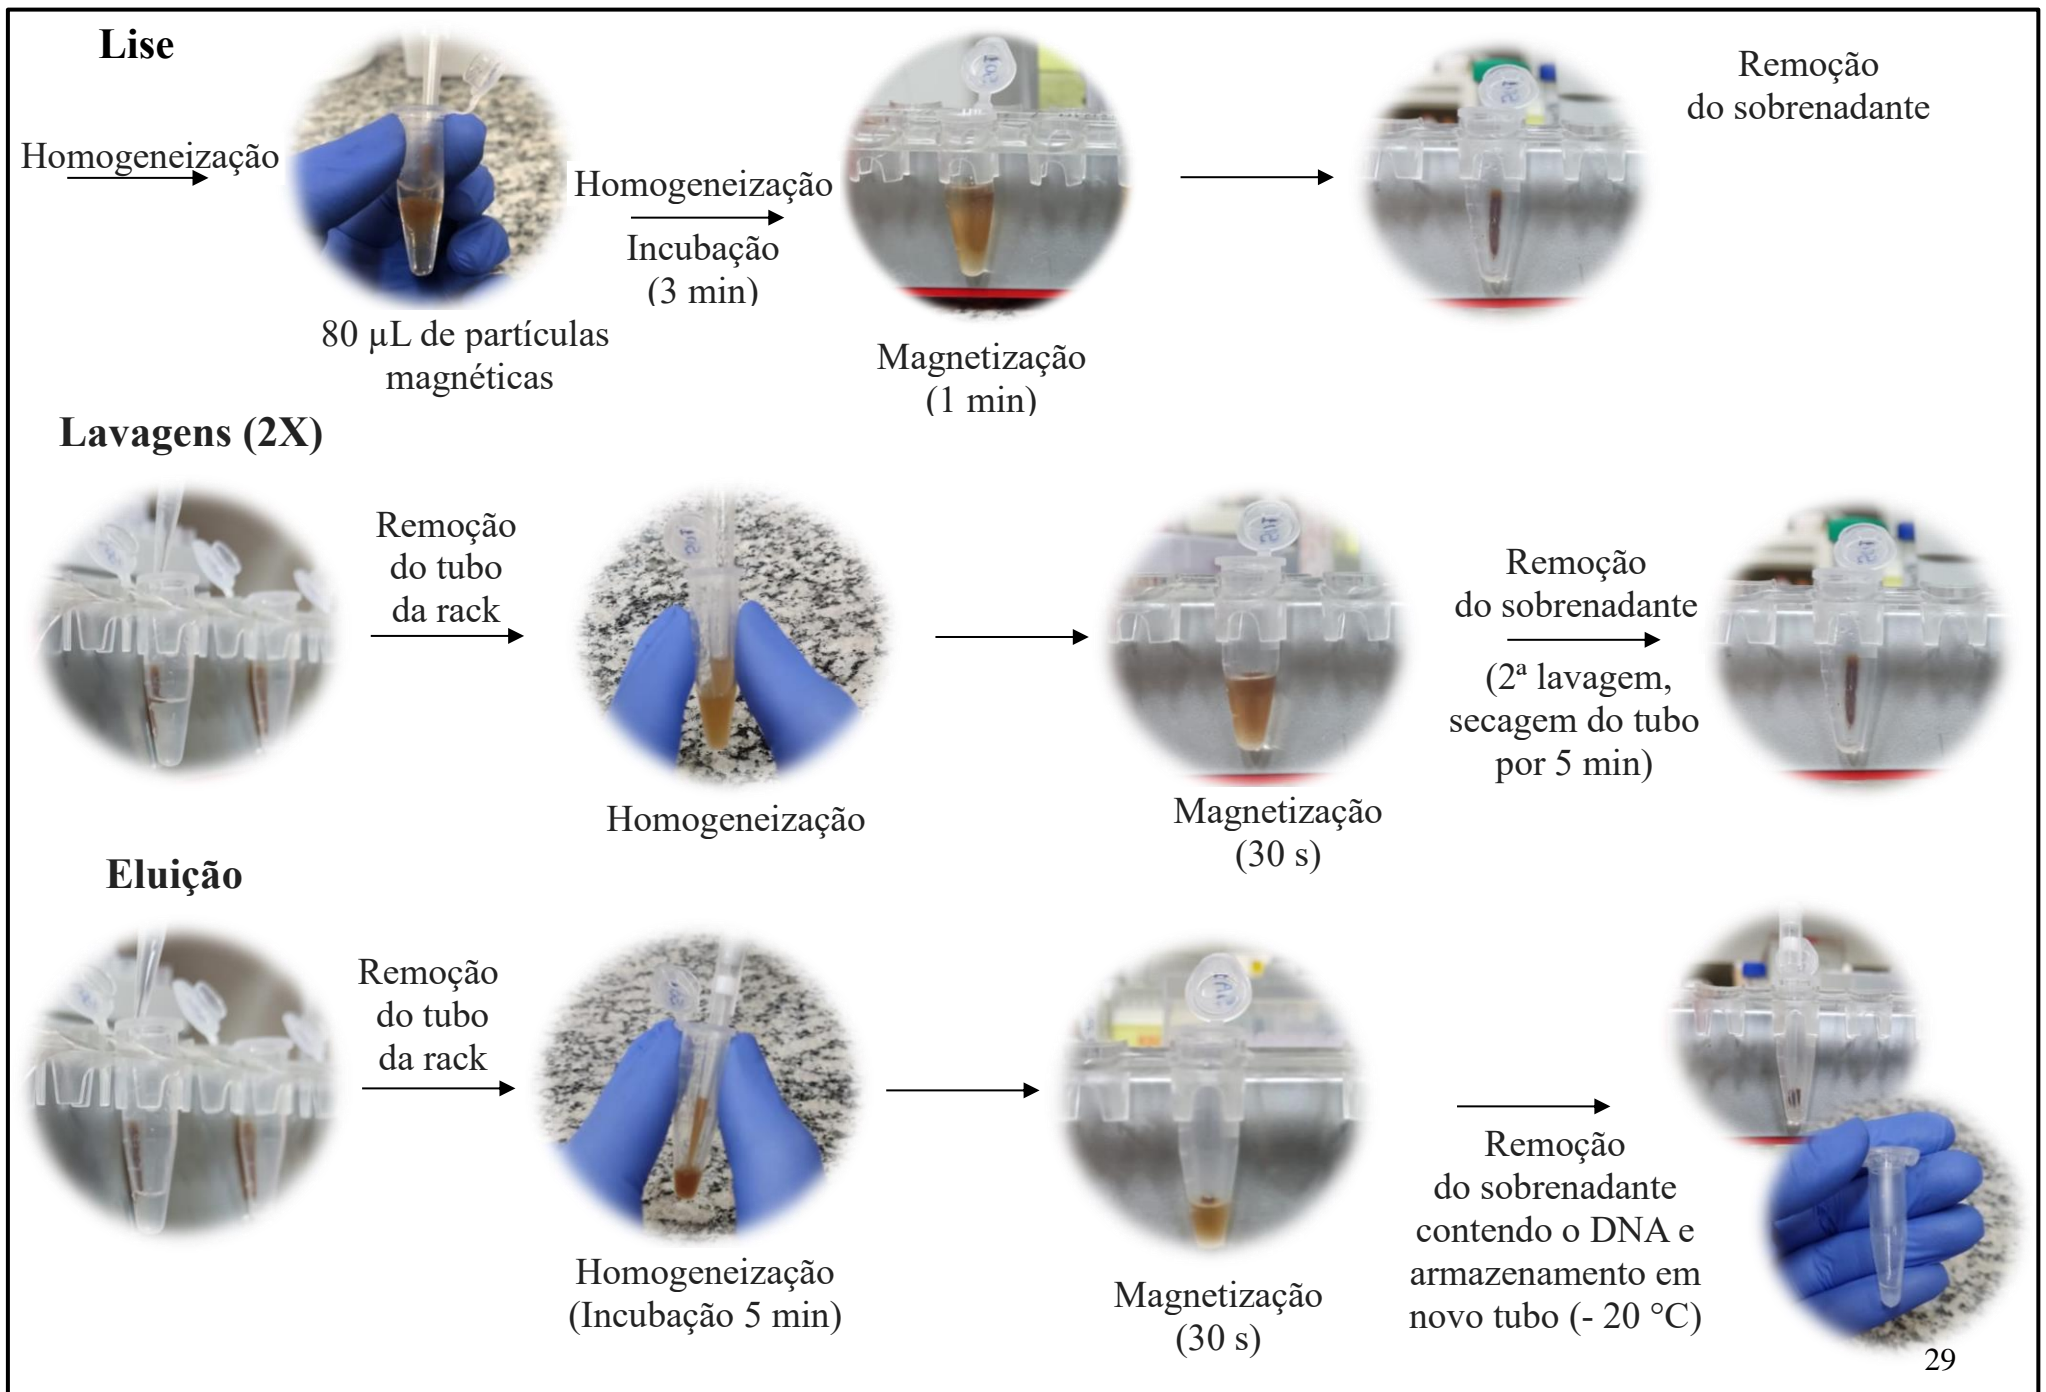 Lise
Homogeneização
80 µL de partículas
magnéticas
Homogeneização
Incubação
(3 min)
Magnetização
(1 min)
Remoção
do sobrenadante
Lavagens (2X)
Remoção
do tubo
da rack
Homogeneização
Magnetização
(30 s)
Remoção
do sobrenadante
(2ª lavagem,
secagem do tubo
por 5 min)
Eluição
Remoção
do tubo
da rack
Homogeneização
(Incubação 5 min)
Magnetização
(30 s)
Remoção
do sobrenadante
contendo o DNA e
armazenamento em
novo tubo (- 20 °C)
29